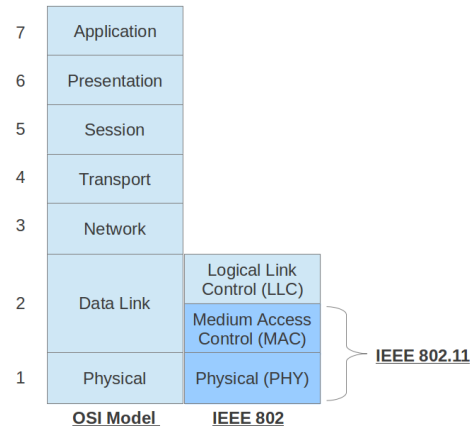 7 Application
6 Presentation
5 Session
4 Transport
3 Network
2 Data Link
Logical Link
Control (LLC)
Medium Access
Control (MAC)
IEEE 802.11
1 Physical Physical (PHY)
OSI Model IEEE 802